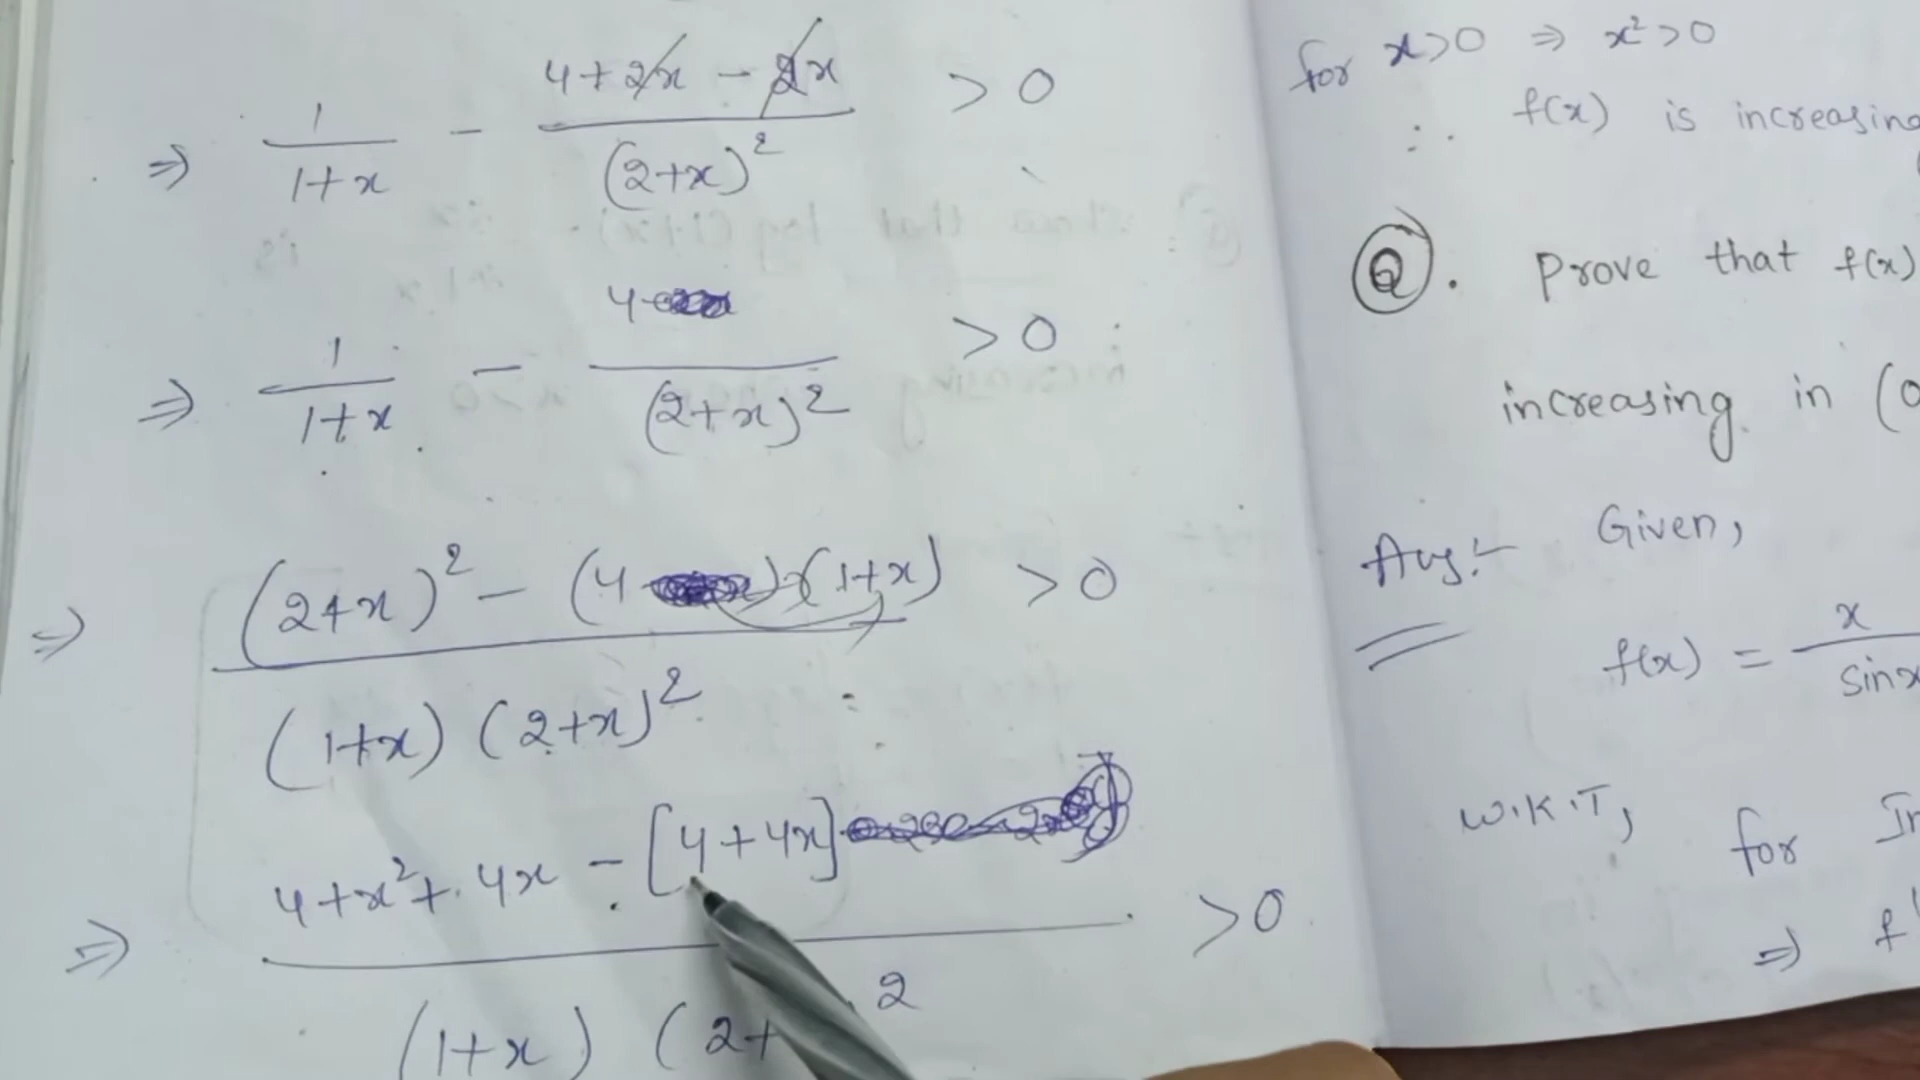 ⇒ 1/(1+x) - (4+2x-2x)/(2+x)² > 0
⇒ 1/(1+x) - 4/(2+x)² > 0
⇒ ((2+x)² - (4)(1+x))/((1+x)(2+x)²) > 0
⇒ (4+x²+4x - [4+4x])/((1+x)(2+ ²) > 0
for x>0 ⇒ x²>0
∴ f(x) is increasing
Q. Prove that f(x)
increasing in (0
Ans:- Given,
f(x) = x/sinx
W.K.T,
for In
⇒ f'